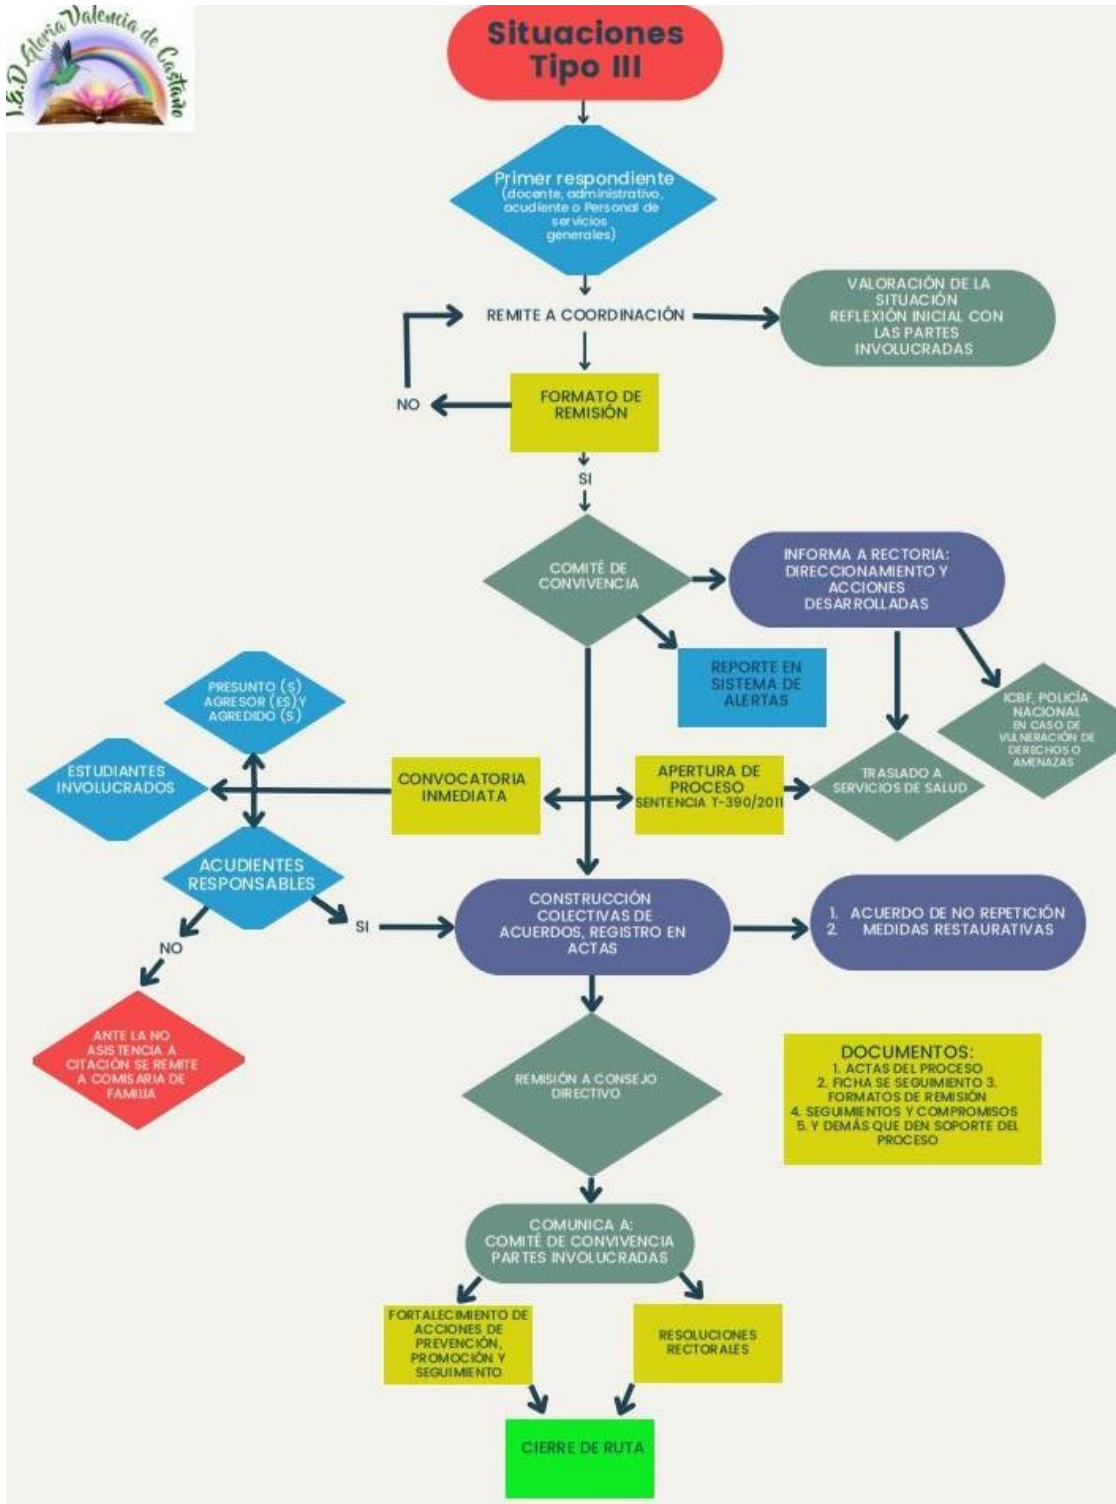 I.E.D Gloria Valencia de Castaño
Situaciones
Tipo III
Primer respondiente
(docente, administrativo,
acudiente o Personal de
servicios
generales)
REMITE A COORDINACIÓN
VALORACIÓN DE LA
SITUACIÓN
REFLEXIÓN INICIAL CON
LAS PARTES
INVOLUCRADAS
FORMATO DE
REMISIÓN
NO
SI
COMITÉ DE
CONVIVENCIA
INFORMA A RECTORIA:
DIRECCIONAMIENTO Y
ACCIONES
DESARROLLADAS
REPORTE EN
SISTEMA DE
ALERTAS
ICBF, POLICÍA
NACIONAL
EN CASO DE
VULNERACIÓN DE
DERECHOS O
AMENAZAS
PRESUNTO (S)
AGRESOR (ES) Y
AGREDIDO (S)
ESTUDIANTES
INVOLUCRADOS
CONVOCATORIA
INMEDIATA
APERTURA DE
PROCESO
SENTENCIA T-390/2011
TRASLADO A
SERVICIOS DE SALUD
ACUDIENTES
RESPONSABLES
SI
NO
CONSTRUCCIÓN
COLECTIVAS DE
ACUERDOS, REGISTRO EN
ACTAS
1. ACUERDO DE NO REPETICIÓN
2. MEDIDAS RESTAURATIVAS
ANTE LA NO
ASISTENCIA A
CITACIÓN SE REMITE
A COMISARIA DE
FAMILIA
REMISIÓN A CONSEJO
DIRECTIVO
DOCUMENTOS:
1. ACTAS DEL PROCESO
2. FICHA SE SEGUIMIENTO 3.
FORMATOS DE REMISIÓN
4. SEGUIMIENTOS Y COMPROMISOS
5. Y DEMÁS QUE DEN SOPORTE DEL
PROCESO
COMUNICA A:
COMITÉ DE CONVIVENCIA
PARTES INVOLUCRADAS
FORTALECIMIENTO DE
ACCIONES DE
PREVENCIÓN,
PROMOCIÓN Y
SEGUIMIENTO
RESOLUCIONES
RECTORALES
CIERRE DE RUTA